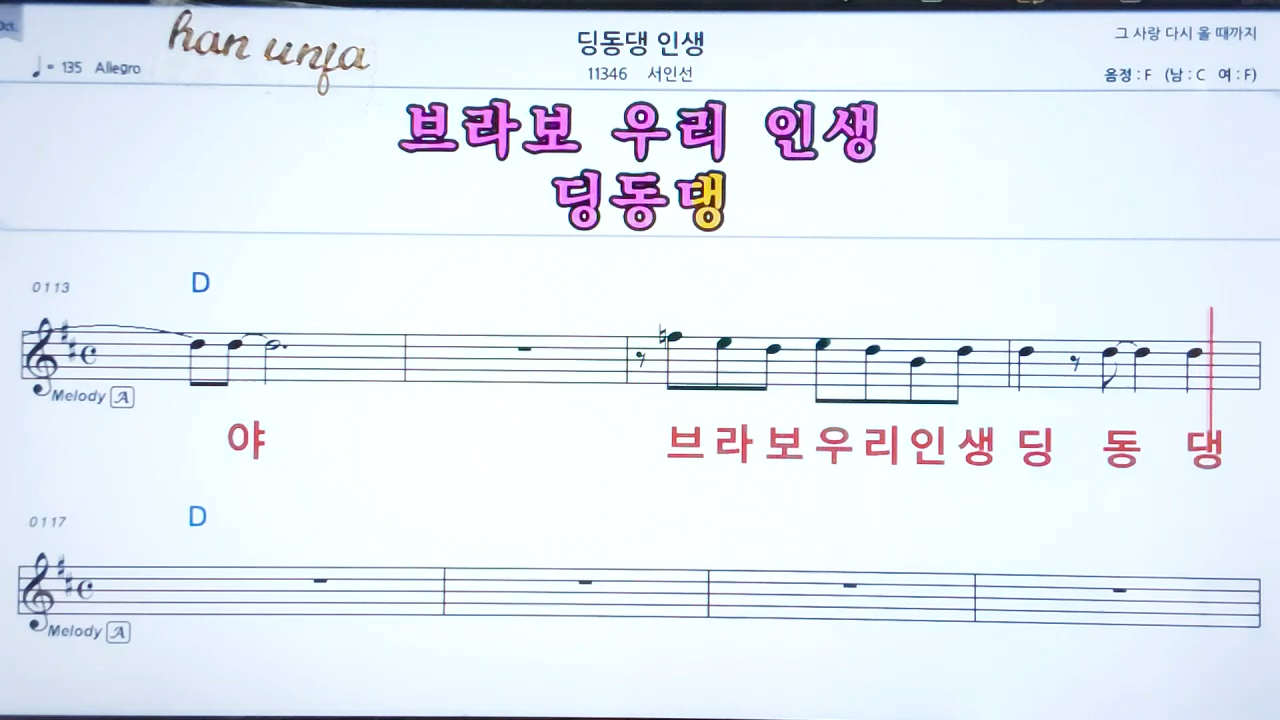 Oct.
han unja
딩동댕 인생
그 사랑 다시 올 때까지
♩= 135 Allegro
11346 서인선
음정 : F (남 : C 여 : F)
브라보 우리 인생
딩동댕
0113
D
Melody A
야 브라보우리인생 딩 동 댕
0117
D
Melody A